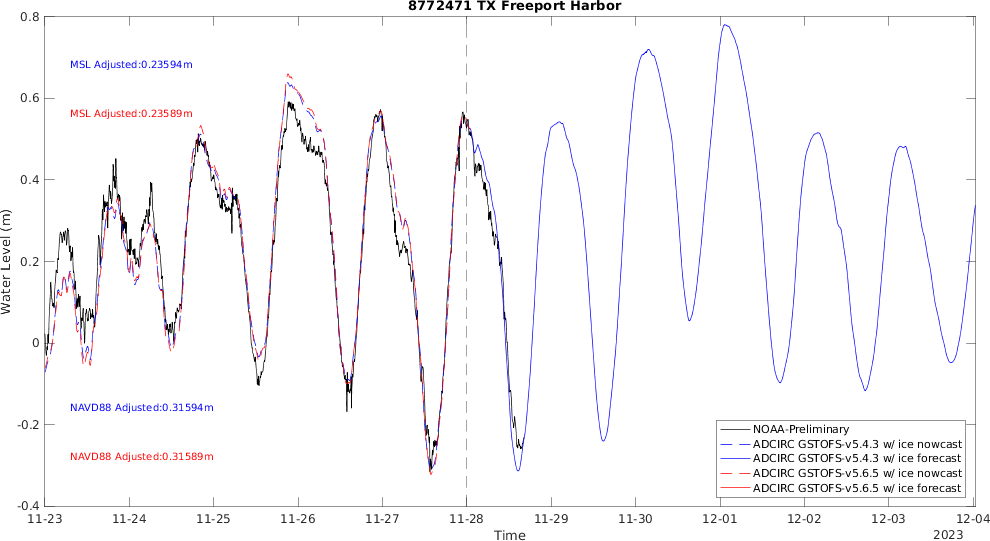 8772471 TX Freeport Harbor
0.8
0.6
0.4
0.2
0
-0.2
-0.4
Water Level (m)
MSL Adjusted:0.23594m
MSL Adjusted:0.23589m
NAVD88 Adjusted:0.31594m
NAVD88 Adjusted:0.31589m
NOAA-Preliminary
ADCIRC GSTOFS-v5.4.3 w/ ice nowcast
ADCIRC GSTOFS-v5.4.3 w/ ice forecast
ADCIRC GSTOFS-v5.6.5 w/ ice nowcast
ADCIRC GSTOFS-v5.6.5 w/ ice forecast
11-23 11-24 11-25 11-26 11-27 11-28 11-29 11-30 12-01 12-02 12-03 12-04
Time
2023